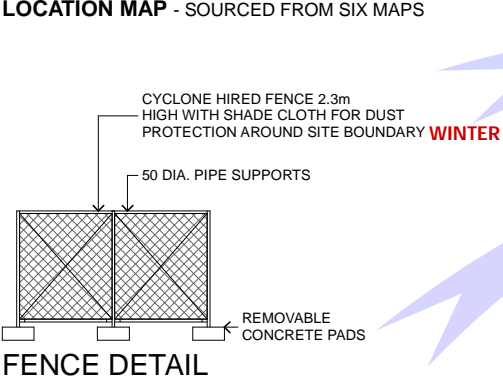 LOCATION MAP - SOURCED FROM SIX MAPS
CYCLONE HIRED FENCE 2.3m
HIGH WITH SHADE CLOTH FOR DUST
PROTECTION AROUND SITE BOUNDARY
WINTER
50 DIA. PIPE SUPPORTS
REMOVABLE
CONCRETE PADS
FENCE DETAIL